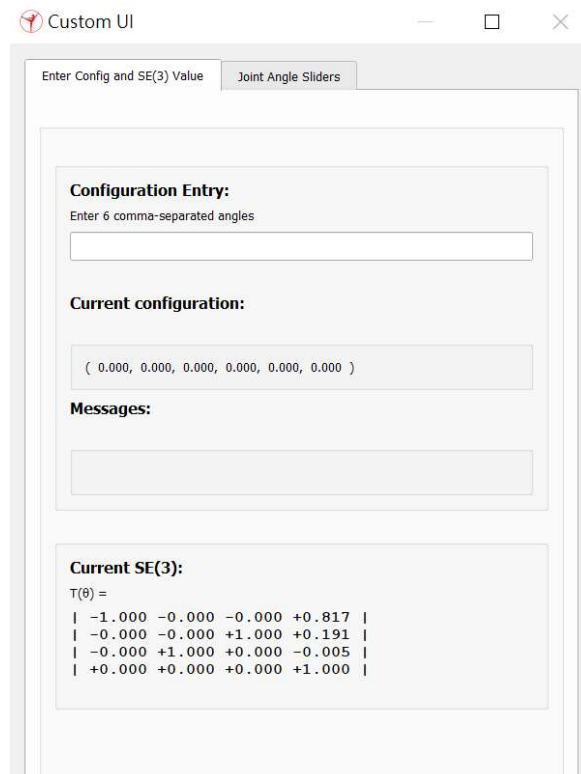 Custom UI
Enter Config and SE(3) Value
Joint Angle Sliders
Configuration Entry:
Enter 6 comma-separated angles
Current configuration:
( 0.000, 0.000, 0.000, 0.000, 0.000, 0.000 )
Messages:
Current SE(3):
T(θ) =
| -1.000 -0.000 -0.000 +0.817 |
| -0.000 -0.000 +1.000 +0.191 |
| -0.000 +1.000 +0.000 -0.005 |
| +0.000 +0.000 +0.000 +1.000 |